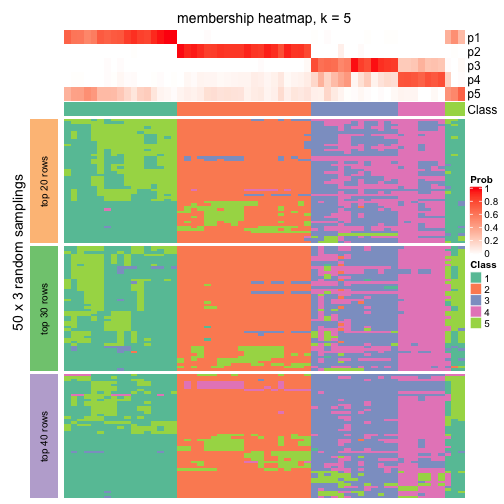 membership heatmap, k = 5
p1
p2
p3
p4
p5
Class
50 x 3 random samplings
top 20 rows
top 30 rows
top 40 rows
Prob
1
0.8
0.6
0.4
0.2
0
Class
1
2
3
4
5